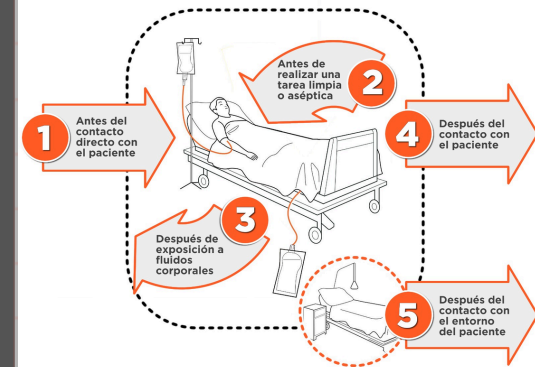 1
Antes del
contacto
directo con
el paciente
Antes de
realizar una
tarea limpia
o aséptica
2
3
Después de
exposición a
fluidos
corporales
4
Después del
contacto con
el paciente
5
Después del
contacto con
el entorno
del paciente